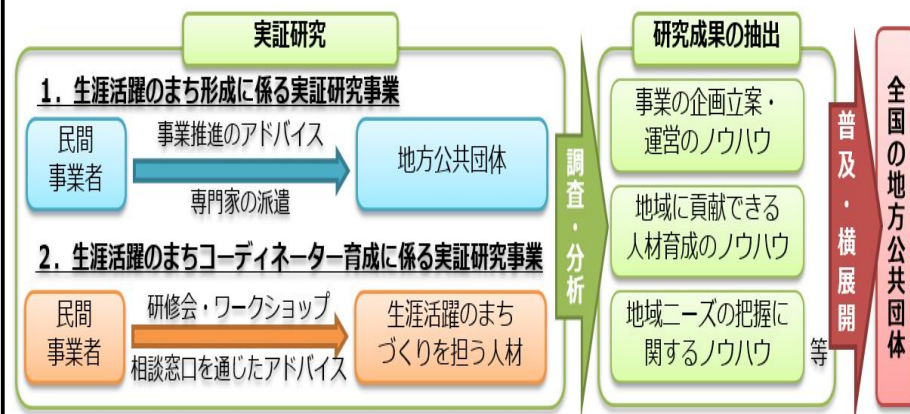 実証研究
1．生涯活躍のまち形成に係る実証研究事業
民間
事業者
事業推進のアドバイス
専門家の派遣
地方公共団体
2．生涯活躍のまちコーディネーター育成に係る実証研究事業
民間
事業者
研修会・ワークショップ
相談窓口を通じたアドバイス
生涯活躍のまち
づくりを担う人材
調査・分析
研究成果の抽出
事業の企画立案・
運営のノウハウ
地域に貢献できる
人材育成のノウハウ
地域ニーズの把握に
関するノウハウ
等
普及・横展開
全国の地方公共団体